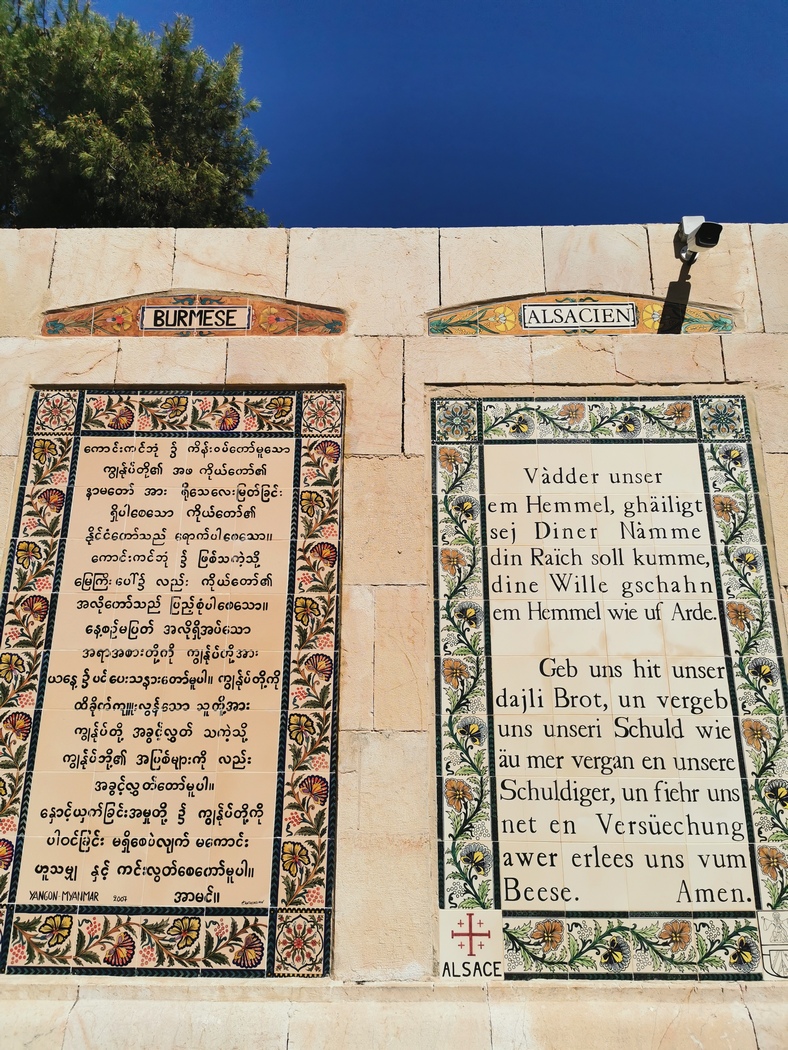 BURMESE
ကောင်းကင်ဘုံ ၌ ကိန်းဝပ်တော်မူသော
ကျွန်ုပ်တို့၏ အဖ ကိုယ်တော်၏
နာမတော် အား ရိုသေလေးမြတ်ခြင်း
ရှိပါစေသော ကိုယ်တော်၏
နိုင်ငံတော်သည် ရောက်ပါစေသော။
ကောင်းကင်ဘုံ ၌ ဖြစ်သကဲ့သို့
မြေကြီး ပေါ်၌ လည်း ကိုယ်တော်၏
အလိုတော်သည် ပြည့်စုံပါစေသော။
နေ့စဉ်မပြတ် အလိုရှိအပ်သော
အရာအစားတို့ကို ကျွန်ုပ်တို့အား
ယနေ့ ၌ ပင် ပေးသနားတော်မူပါ။ ကျွန်ုပ်တို့ကို
ထိခိုက်ကျူးလွန်သော သူတို့အား
ကျွန်ုပ်တို့ အခွင့်လွှတ် သကဲ့သို့
ကျွန်ုပ်တို့၏ အပြစ်များကို လည်း
အခွင့်လွှတ်တော်မူပါ။
နှောင့်ယှက်ခြင်းအမှုတို့ ၌ ကျွန်ုပ်တို့ကို
ပါဝင်ခြင်း မရှိစေပဲလျက် မကောင်း
ဟူသမျှ နှင့် ကင်းလွတ်စေတော်မူပါ။
အာမင်။
YANGON-MYANMAR 2007
ALSACIEN
Vàdder unser
em Hemmel, ghäiligt
sej Diner Nàmme
din Raïch soll kumme,
dine Wille gschahn
em Hemmel wie uf Arde.
Geb uns hit unser
dajli Brot, un vergeb
uns unseri Schuld wie
äu mer vergan en unsere
Schuldiger, un fiehr uns
net en Versüechung
awer erlees uns vum
Beese. Amen.
ALSACE